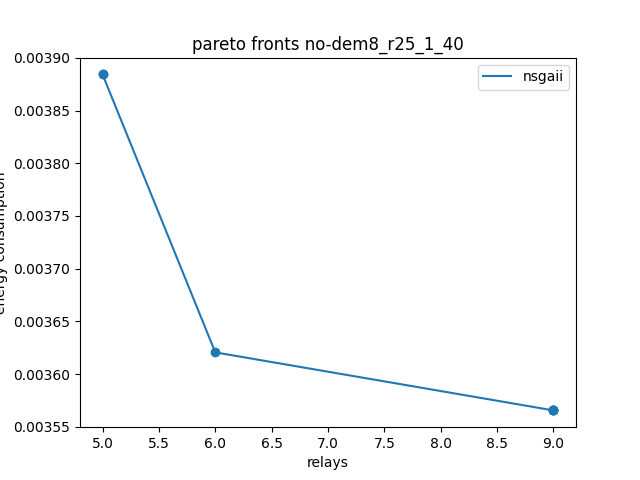 pareto fronts no-dem8_r25_1_40
nsgaii
0.00390
0.00385
0.00380
0.00375
0.00370
0.00365
0.00360
0.00355
energy consumption
5.0 5.5 6.0 6.5 7.0 7.5 8.0 8.5 9.0
relays